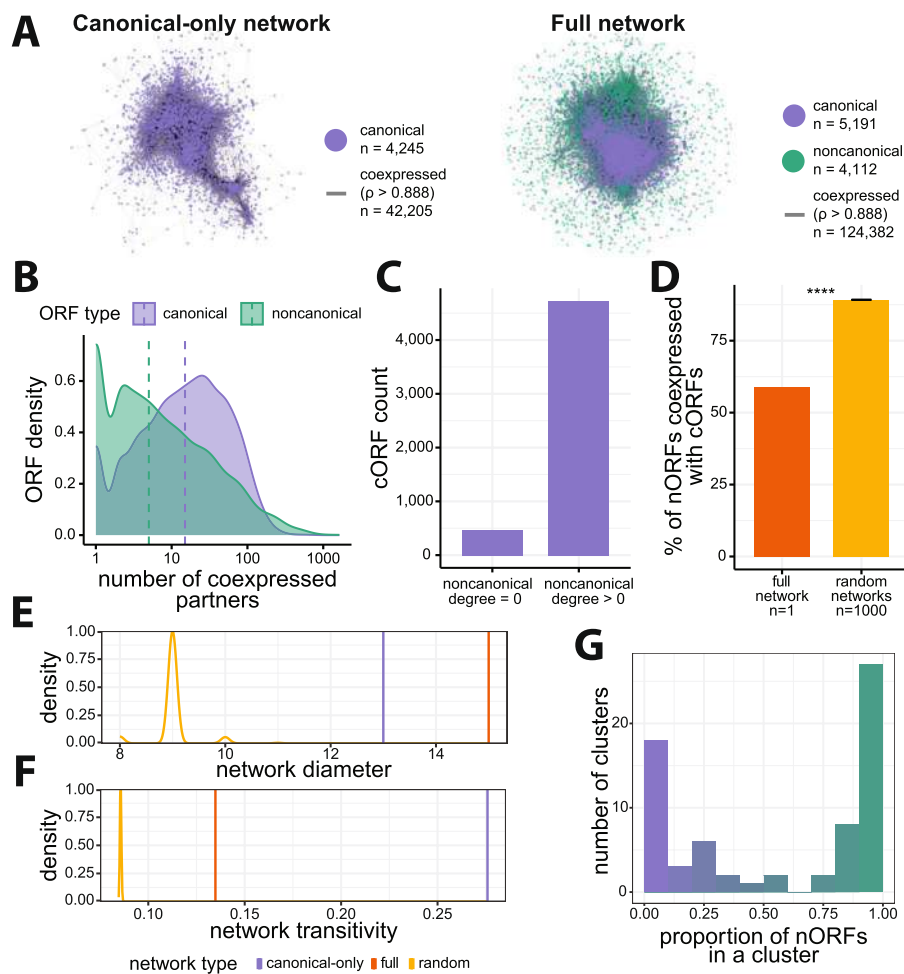 A
Canonical-only network
Full network
canonical
n = 4,245
coexpressed
(ρ > 0.888)
n = 42,205
canonical
n = 5,191
noncanonical
n = 4,112
coexpressed
(ρ > 0.888)
n = 124,382
B
ORF type
canonical
noncanonical
ORF density
0.6
0.4
0.2
0.0
1
10
100
1000
number of coexpressed
partners
C
cORF count
4,000
3,000
2,000
1,000
0
noncanonical
degree = 0
noncanonical
degree > 0
D
% of nORFs coexpressed
with cORFs
75
50
25
0
****
full
network
n=1
random
networks
n=1000
E
density
1.00
0.75
0.50
0.25
0.00
8
10
12
14
network diameter
F
density
1.00
0.75
0.50
0.25
0.00
0.10
0.15
0.20
0.25
network transitivity
network type
canonical-only
full
random
G
number of clusters
20
10
0
0.00
0.25
0.50
0.75
1.00
proportion of nORFs
in a cluster